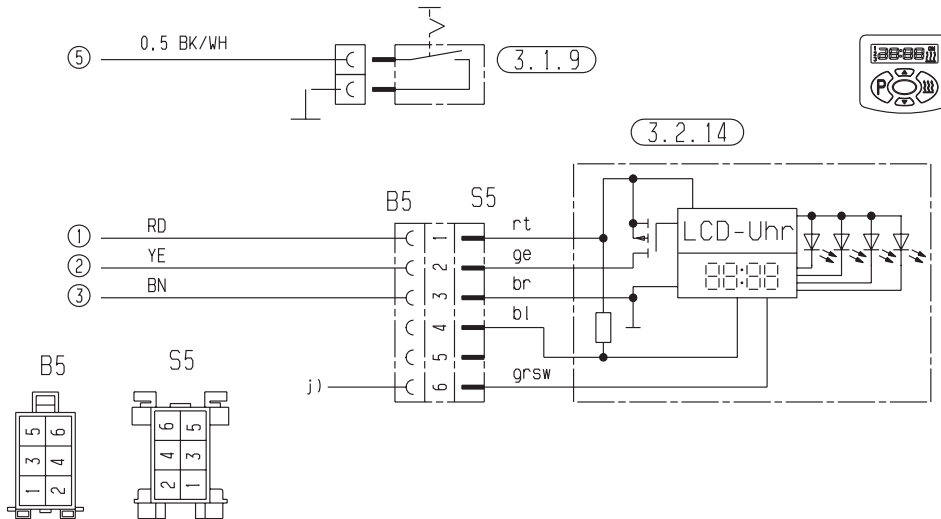 ⑤ 0.5 BK/WH
3.1.9
P
3.2.14
B5 S5
① RD 1 rt
② YE 2 ge
③ BN 3 br
4 bl
5
j) 6 grsw
LCD-Uhr
88:88
B5
5 6
3 4
1 2
S5
6 5
4 3
2 1